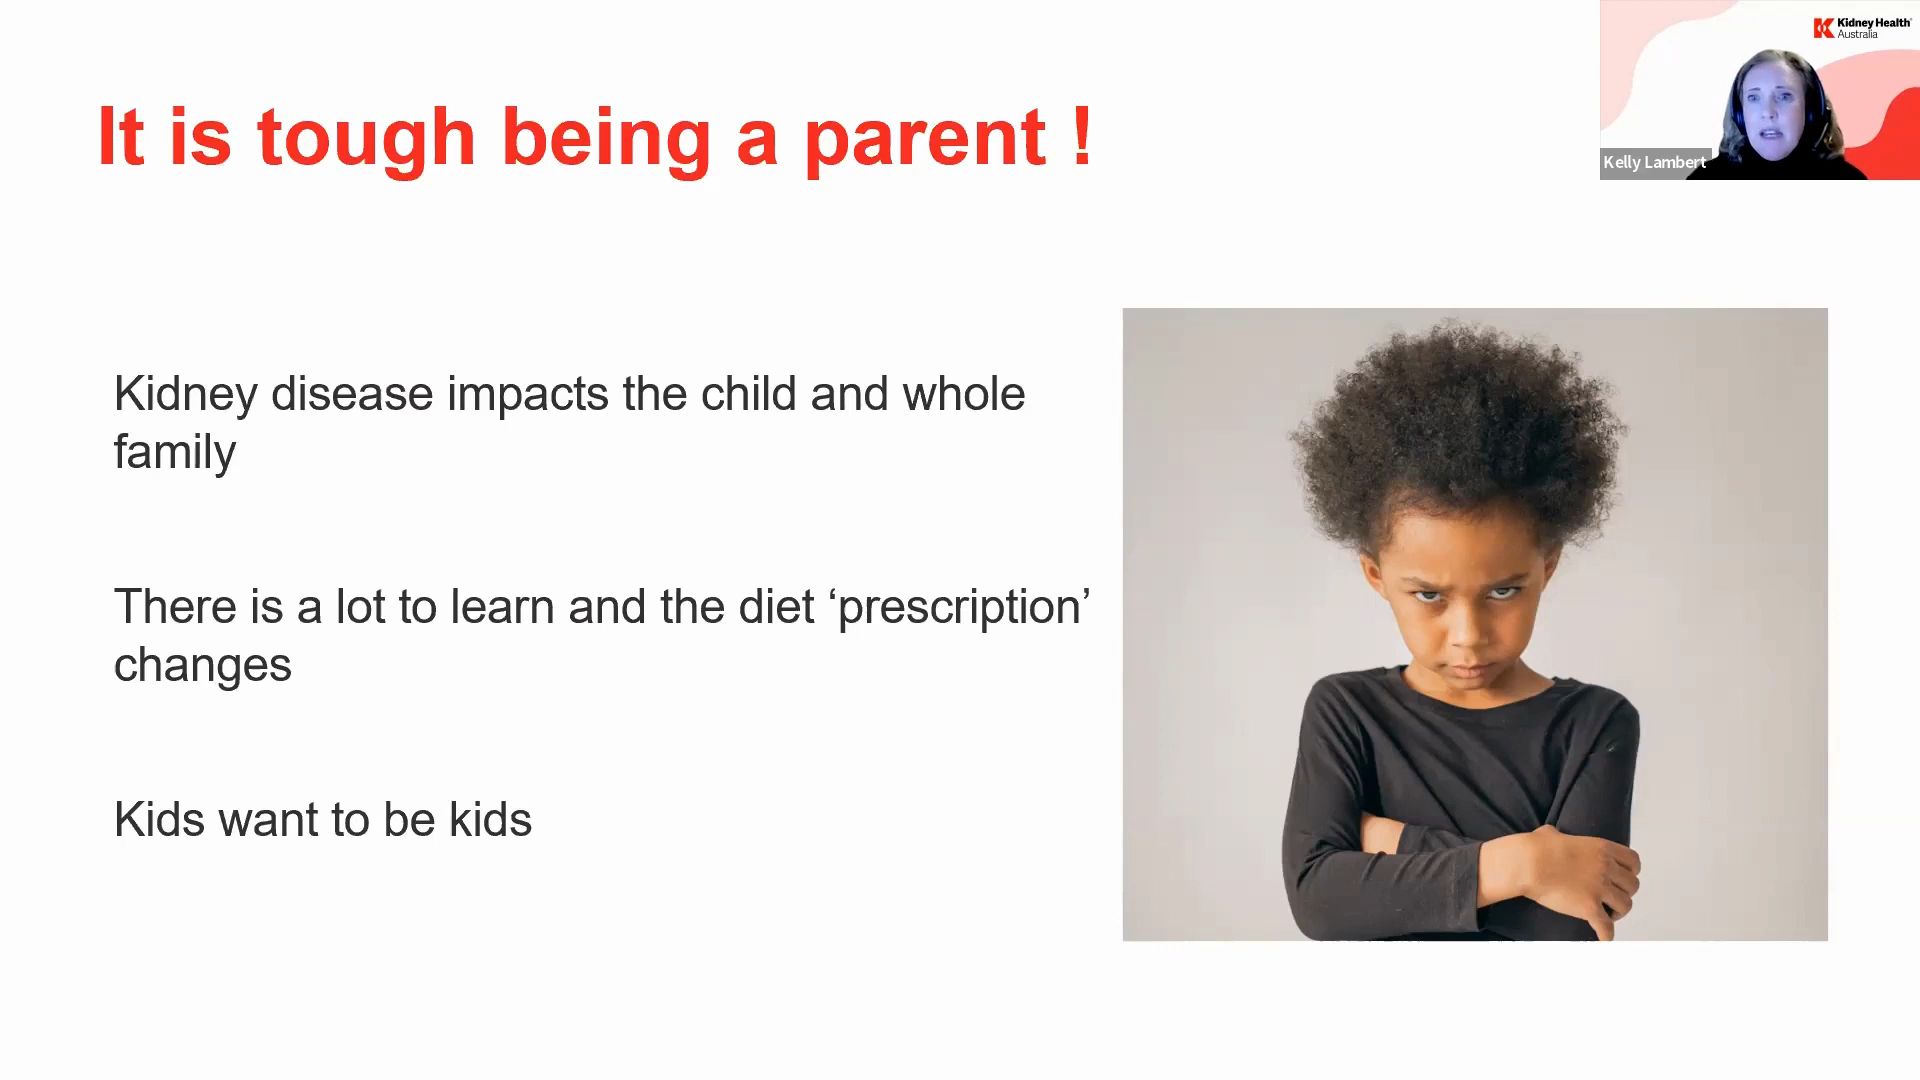 It is tough being a parent !
Kidney Health
Australia
Kelly Lambert
Kidney disease impacts the child and whole
family
There is a lot to learn and the diet ‘prescription’
changes
Kids want to be kids